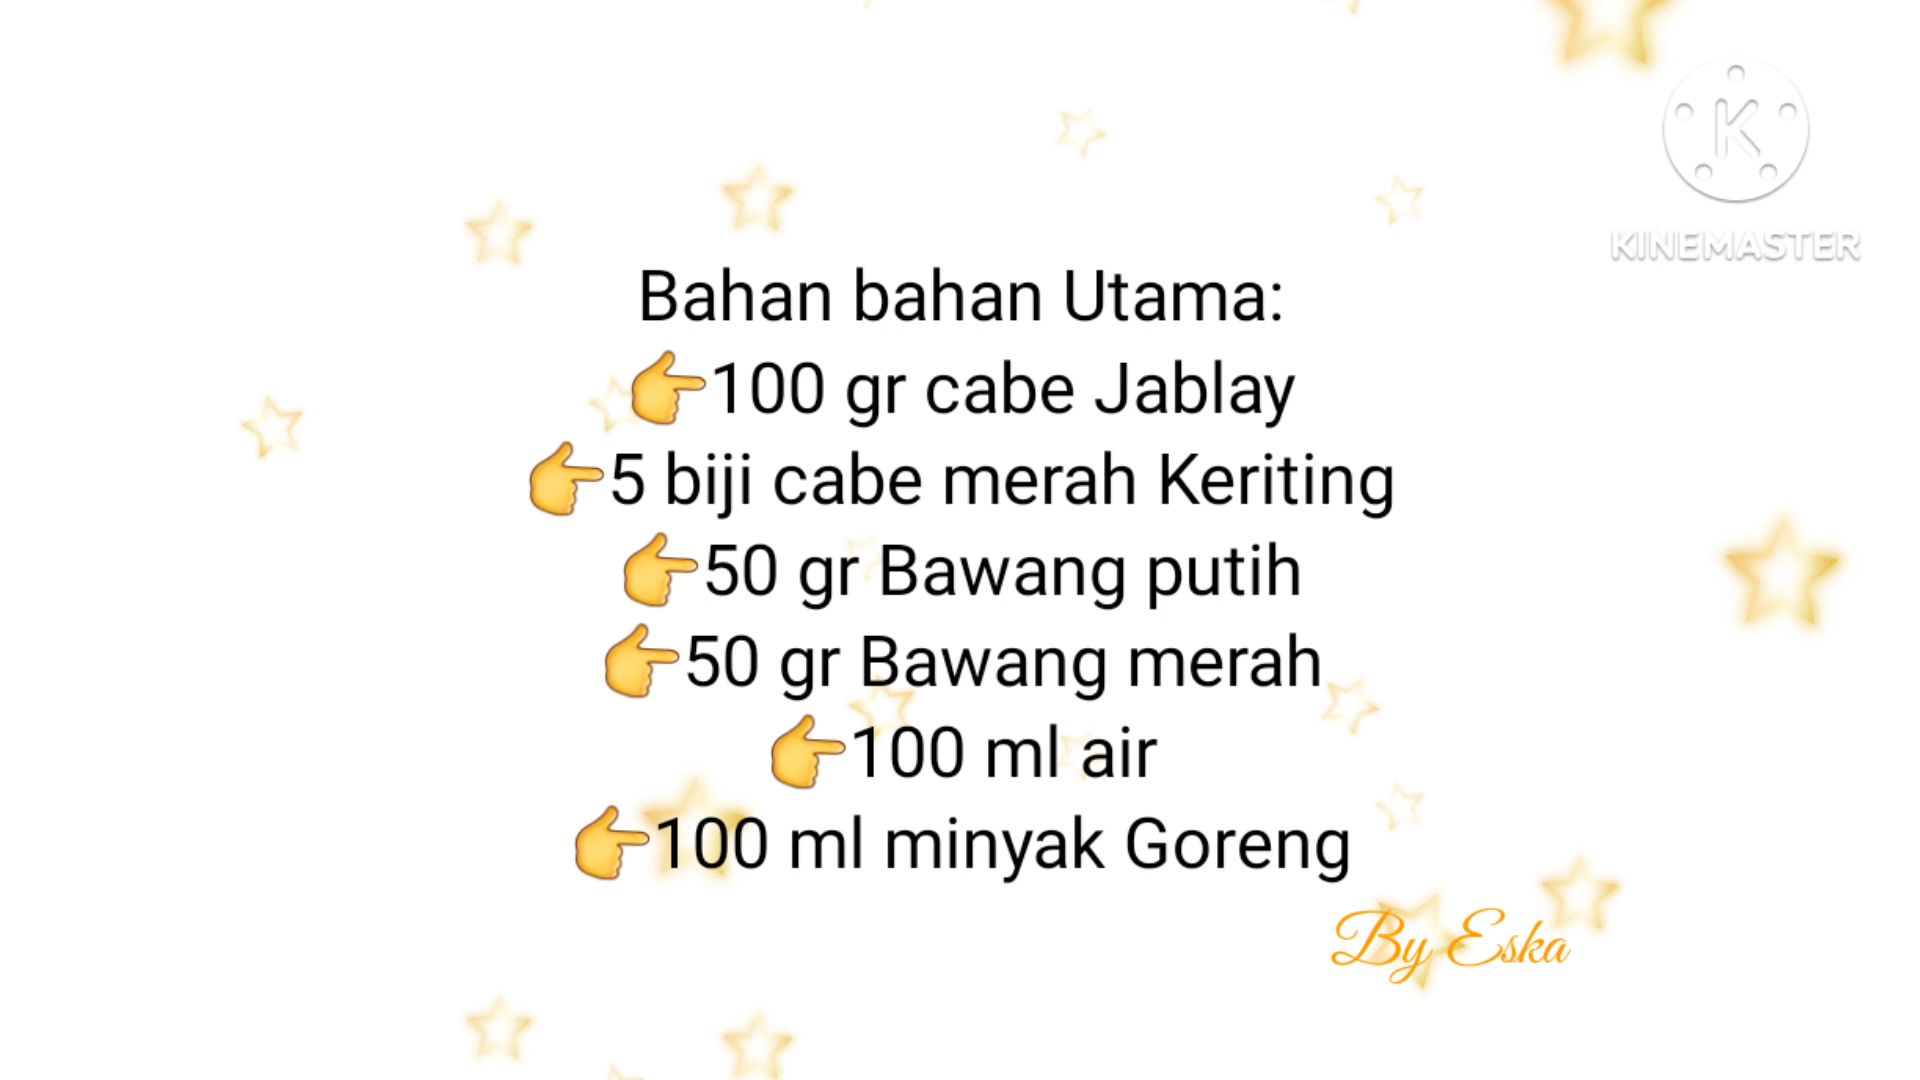 KINEMASTER
Bahan bahan Utama:
👉100 gr cabe Jablay
👉5 biji cabe merah Keriting
👉50 gr Bawang putih
👉50 gr Bawang merah
👉100 ml air
👉100 ml minyak Goreng
By Eska